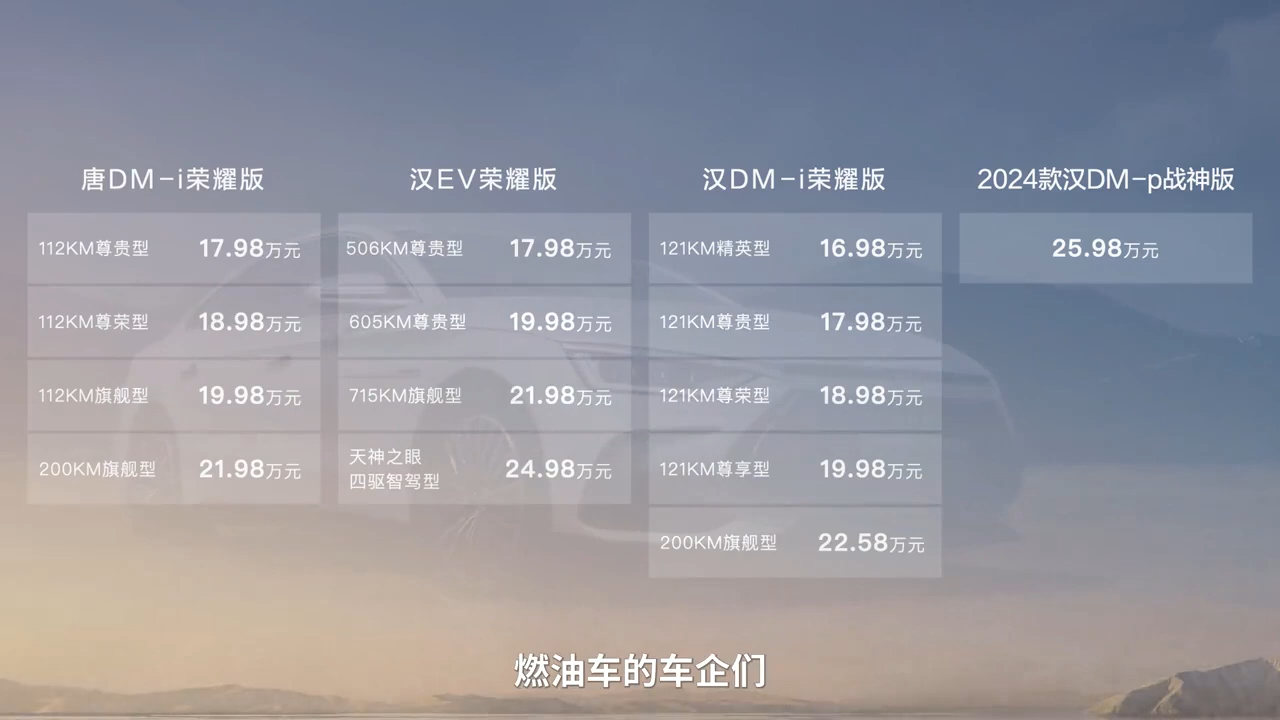 唐DM-i荣耀版
112KM尊贵型 17.98万元
112KM尊荣型 18.98万元
112KM旗舰型 19.98万元
200KM旗舰型 21.98万元
汉EV荣耀版
506KM尊贵型 17.98万元
605KM尊贵型 19.98万元
715KM旗舰型 21.98万元
天神之眼
四驱智驾型 24.98万元
汉DM-i荣耀版
121KM精英型 16.98万元
121KM尊贵型 17.98万元
121KM尊荣型 18.98万元
121KM尊享型 19.98万元
200KM旗舰型 22.58万元
2024款汉DM-p战神版
25.98万元
燃油车的车企们